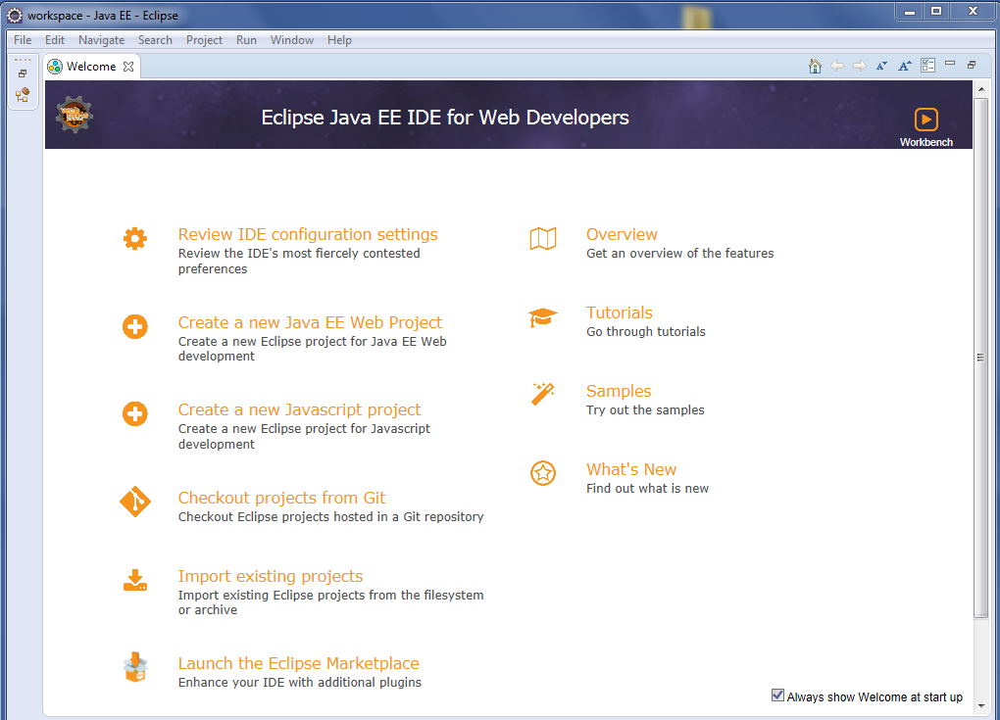 workspace - Java EE - Eclipse
File Edit Navigate Search Project Run Window Help
Welcome
Eclipse Java EE IDE for Web Developers
Workbench
Review IDE configuration settings
Review the IDE's most fiercely contested
preferences
Create a new Java EE Web Project
Create a new Eclipse project for Java EE Web
development
Create a new Javascript project
Create a new Eclipse project for Javascript
development
Checkout projects from Git
Checkout Eclipse projects hosted in a Git repository
Import existing projects
Import existing Eclipse projects from the filesystem
or archive
Launch the Eclipse Marketplace
Enhance your IDE with additional plugins
Overview
Get an overview of the features
Tutorials
Go through tutorials
Samples
Try out the samples
What's New
Find out what is new
Always show Welcome at start up